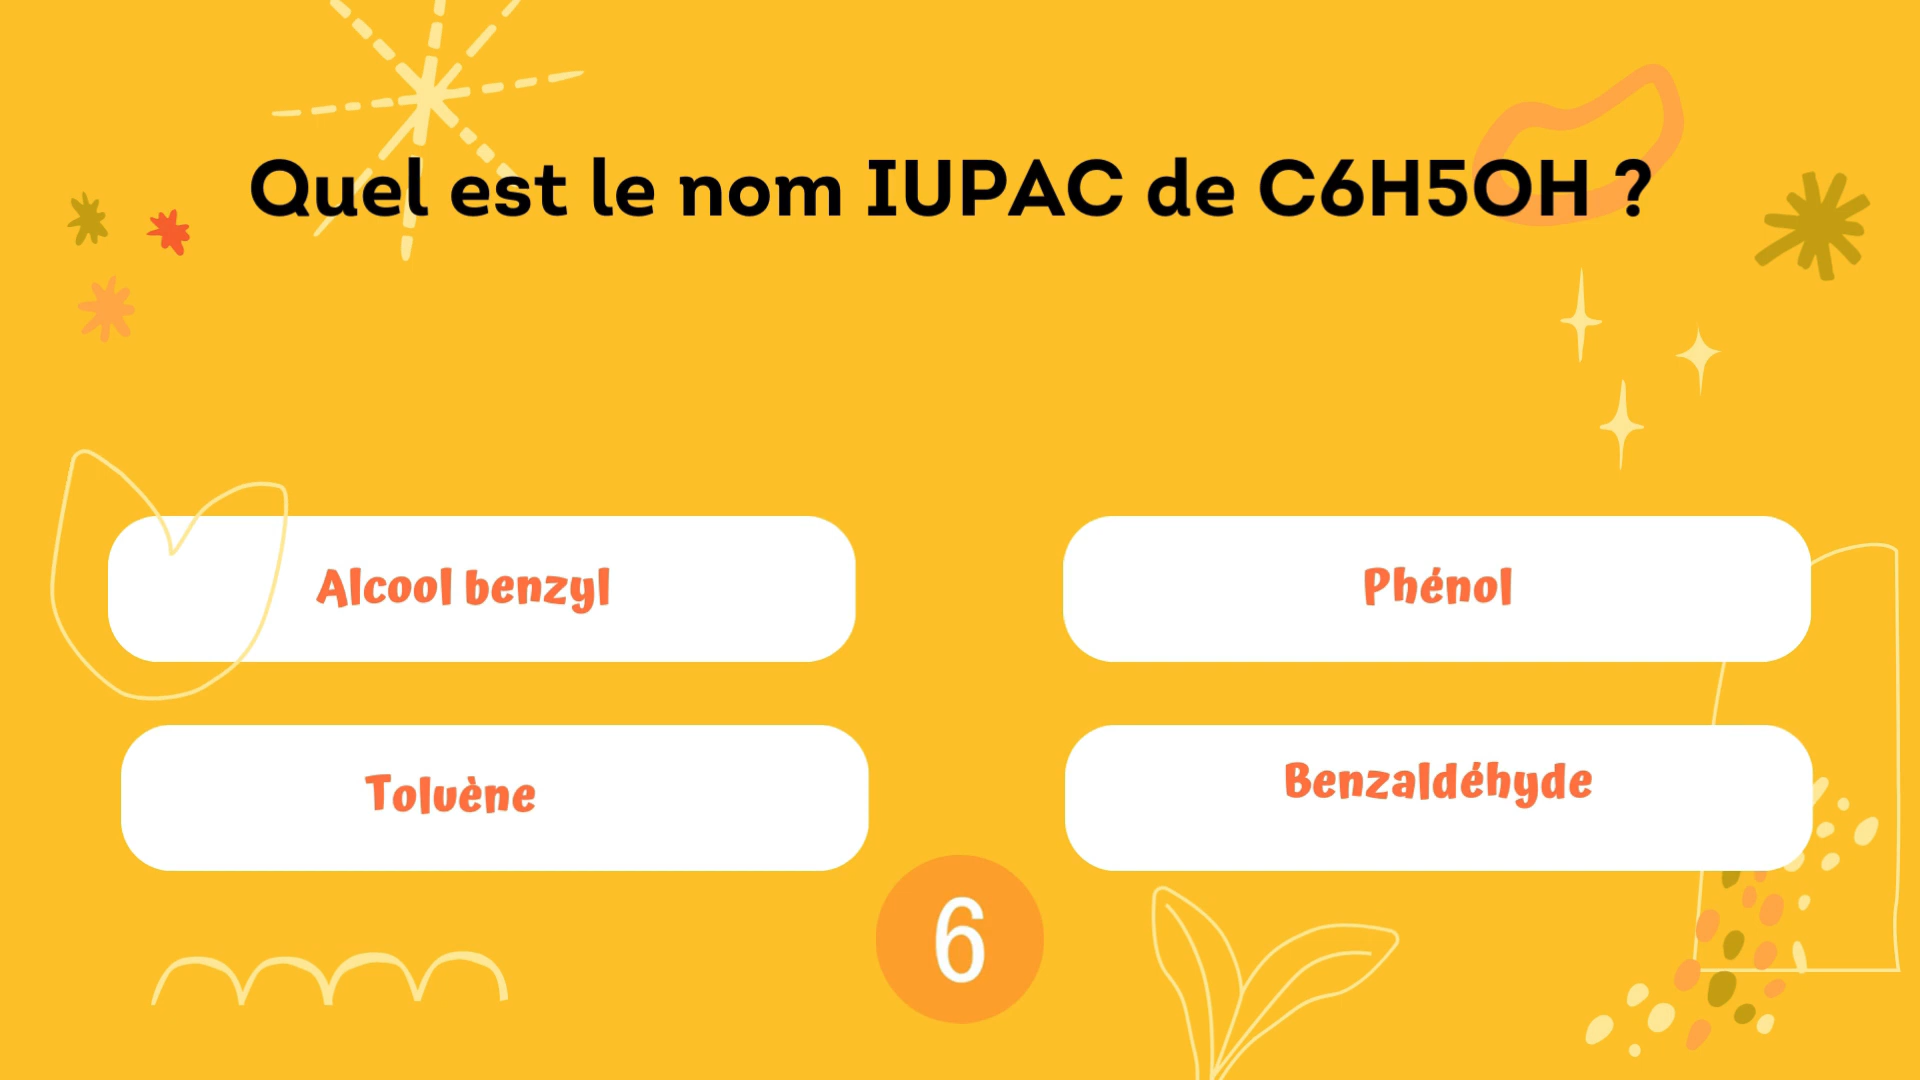 Quel est le nom IUPAC de C6H5OH ?
Alcool benzyl
Phénol
Toluène
Benzaldéhyde
6